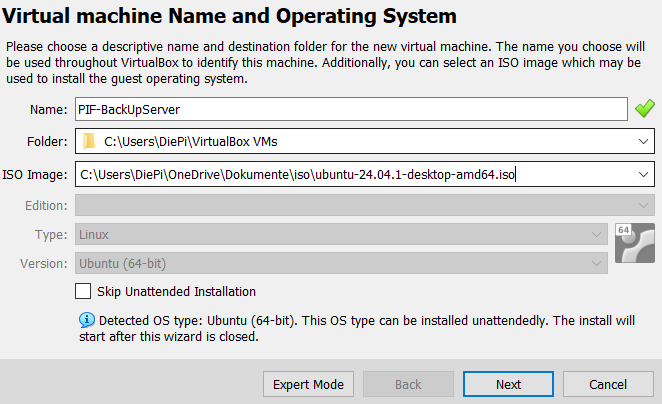 Virtual machine Name and Operating System
Please choose a descriptive name and destination folder for the new virtual machine. The name you choose will
be used throughout VirtualBox to identify this machine. Additionally, you can select an ISO image which may be
used to install the guest operating system.
Name: PIF-BackUpServer
Folder: C:\Users\DiePi\VirtualBox VMs
ISO Image: C:\Users\DiePi\OneDrive\Dokumente\iso\ubuntu-24.04.1-desktop-amd64.iso
Edition:
Type: Linux
64
Version: Ubuntu (64-bit)
Skip Unattended Installation
Detected OS type: Ubuntu (64-bit). This OS type can be installed unattendedly. The install will
start after this wizard is closed.
Expert Mode Back Next Cancel